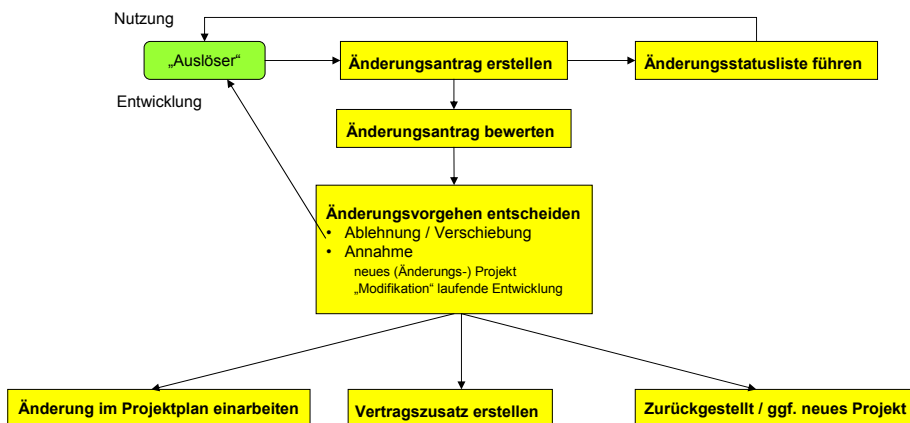 Nutzung
„Auslöser“
Änderungsantrag erstellen
Änderungsstatusliste führen
Entwicklung
Änderungsantrag bewerten
Änderungsvorgehen entscheiden
• Ablehnung / Verschiebung
• Annahme
neues (Änderungs-) Projekt
„Modifikation“ laufende Entwicklung
Änderung im Projektplan einarbeiten
Vertragszusatz erstellen
Zurückgestellt / ggf. neues Projekt